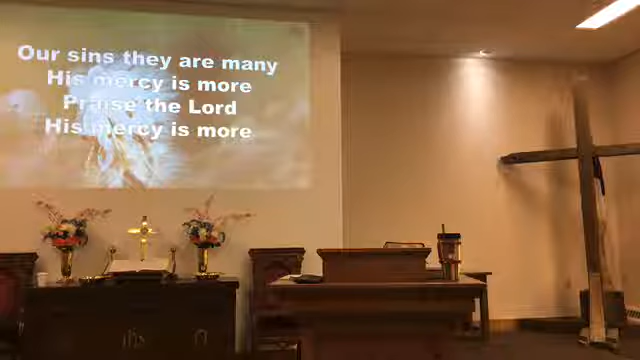 Our sins they are many
His mercy is more
Praise the Lord
His mercy is more